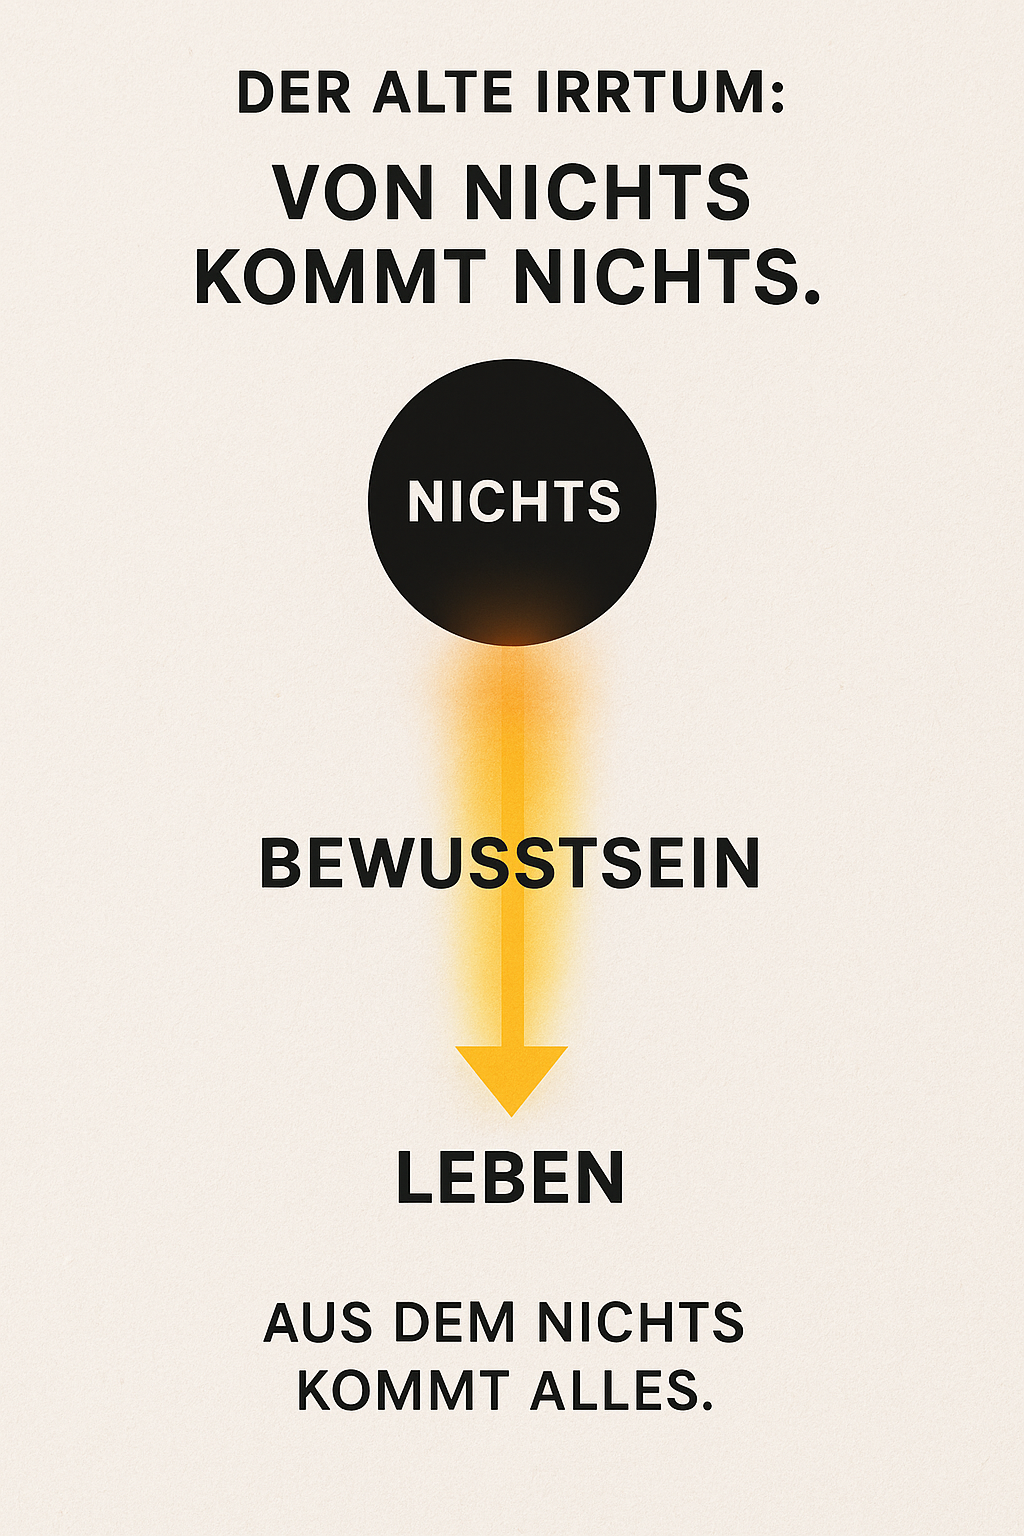 DER ALTE IRRTUM:
VON NICHTS
KOMMT NICHTS.
NICHTS
BEWUSSTSEIN
LEBEN
AUS DEM NICHTS
KOMMT ALLES.